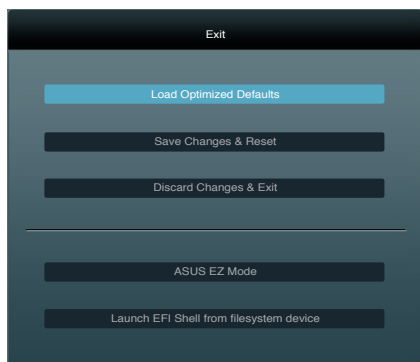 Exit
Load Optimized Defaults
Save Changes & Reset
Discard Changes & Exit
ASUS EZ Mode
Launch EFI Shell from filesystem device